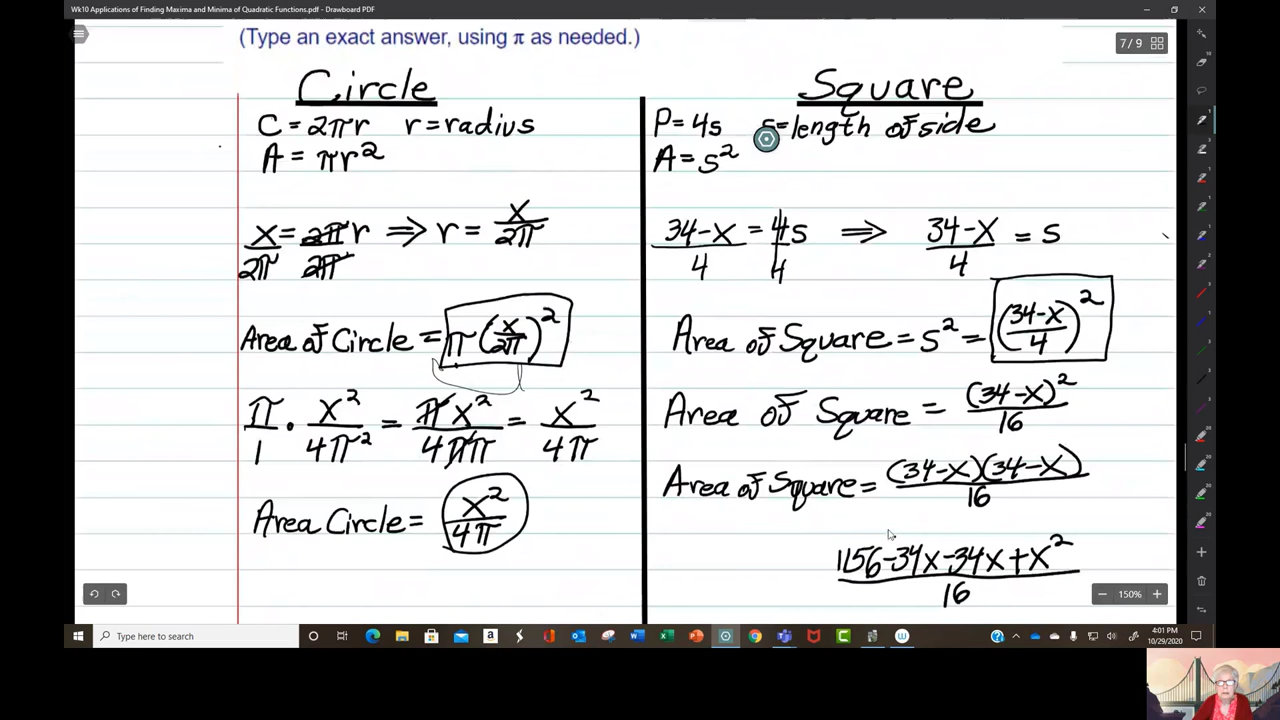 Wk10 Applications of Finding Maxima and Minima of Quadratic Functions.pdf - Drawboard PDF
(Type an exact answer, using π as needed.)
7 / 9
Circle
C = 2πr r = radius
A = πr²
x/2π = 2πr/2π ⇒ r = x/2π
Area of Circle = π(x/2π)²
π/1 • x²/4π² = πx²/4ππ = x²/4π
Area Circle = x²/4π
Square
P = 4s s = length of side
A = s²
34-x/4 = 4s/4 ⇒ 34-x/4 = s
Area of Square = s² = (34-x/4)²
Area of Square = (34-x)²/16
Area of Square = (34-x)(34-x)/16
1156-34x-34x+x²/16
150%
Type here to search
4:01 PM
10/29/2020